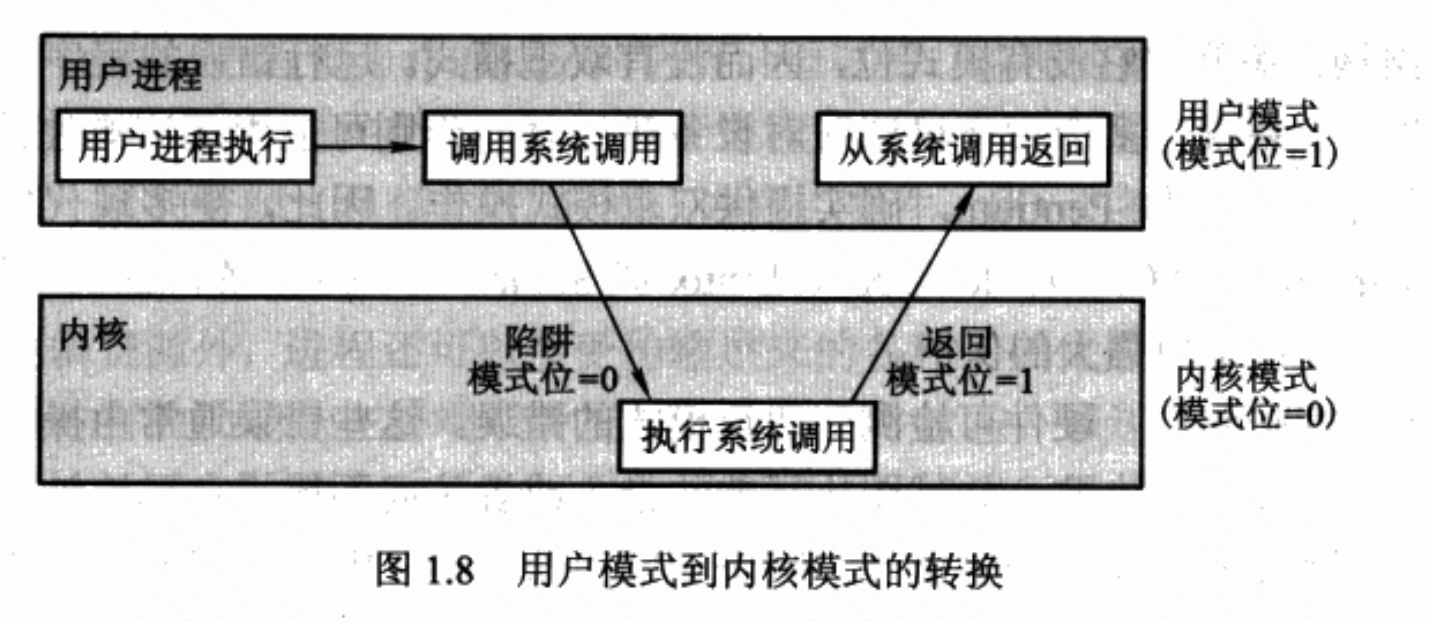 用户进程
用户进程执行
调用系统调用
从系统调用返回
用户模式
(模式位=1)
内核
陷阱
模式位=0
返回
模式位=1
执行系统调用
内核模式
(模式位=0)
图 1.8 用户模式到内核模式的转换